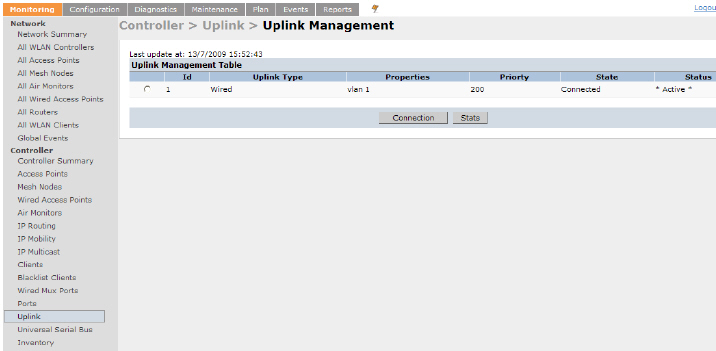 Monitoring Configuration Diagnostics Maintenance Plan Events Reports
Network
Network Summary
All WLAN Controllers
All Access Points
All Mesh Nodes
All Air Monitors
All Wired Access Points
All Routers
All WLAN Clients
Global Events
Controller
Controller Summary
Access Points
Mesh Nodes
Wired Access Points
Air Monitors
IP Routing
IP Mobility
IP Multicast
Clients
Blacklist Clients
Wired Mux Ports
Ports
Uplink
Universal Serial Bus
Inventory
Logou
Controller > Uplink > Uplink Management
Last update at: 13/7/2009 15:52:43
Uplink Management Table
Id Uplink Type Properties Priorty State Status
1 Wired vlan 1 200 Connected * Active *
Connection State